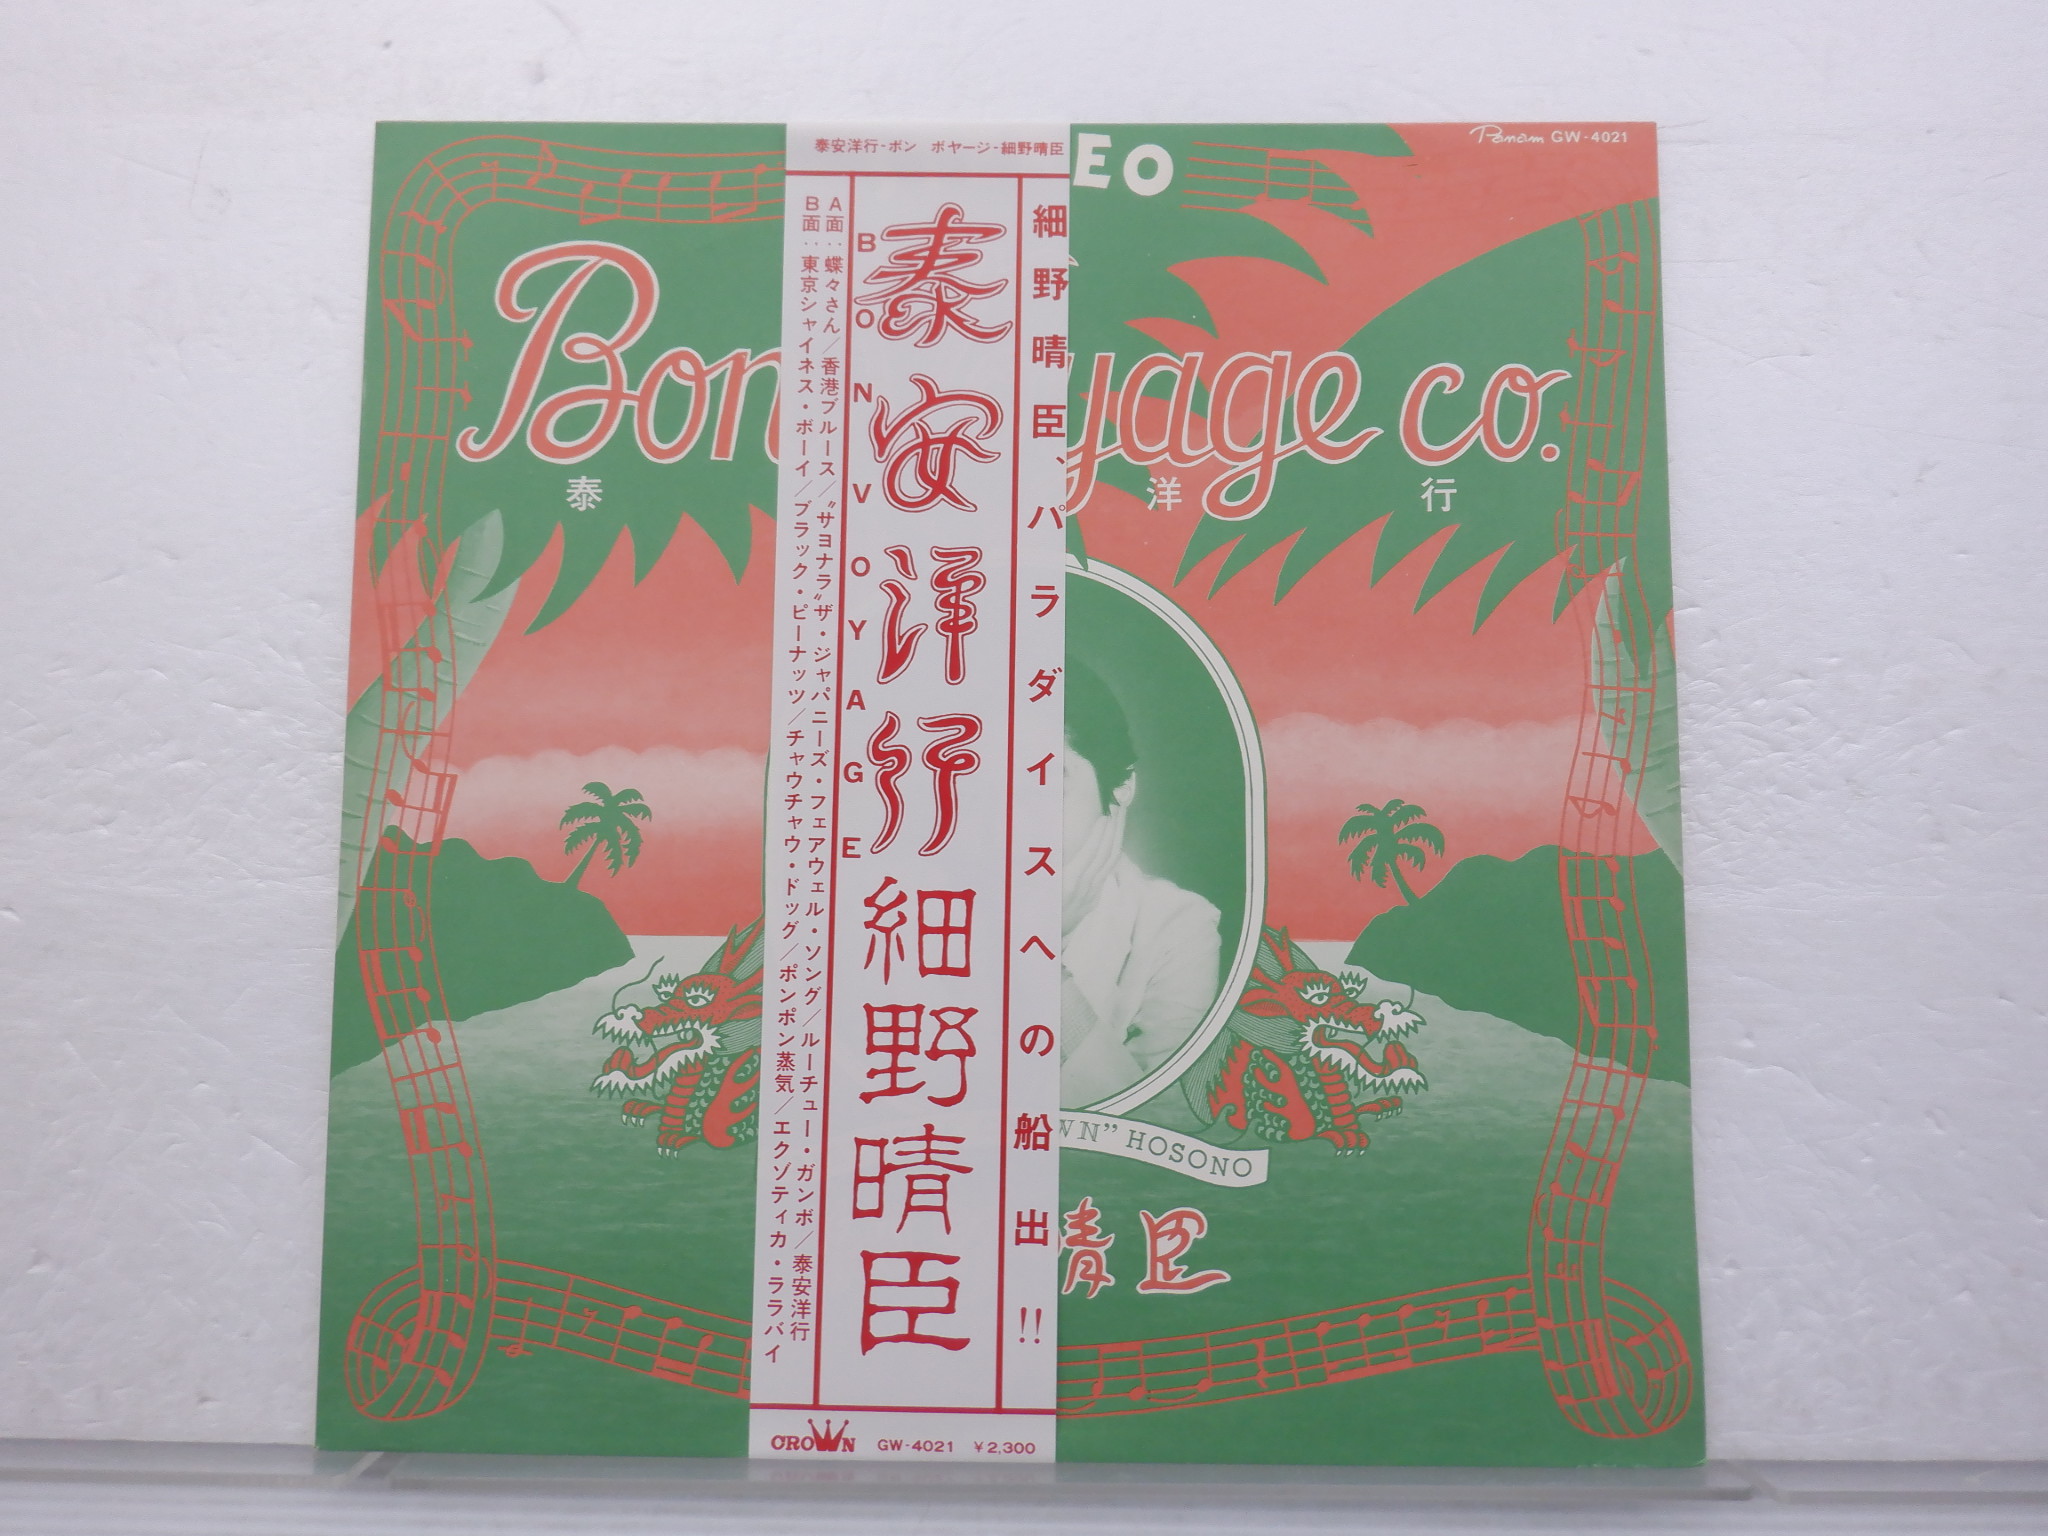 泰安洋行-ボン ボヤージ-細野晴臣
細野晴臣、パラダイスへの船出!!
泰安洋行 細野晴臣
BON VOYAGE
A面:蝶々さん/香港ブルース/“サヨナラ”ザ・ジャパニーズ・フェアウェル・ソング/ルーチュー・ガンボ/泰安洋行
B面:東京シャイネス・ボーイ/ブラック・ピーナッツ/チャウチャウ・ドッグ/ポンポン蒸気/エクゾティカ・ララバイ
CROWN GW-4021 ¥2,300
EO
Panam GW-4021
Bon yage co.
泰 洋 行
WN” HOSONO
晴臣